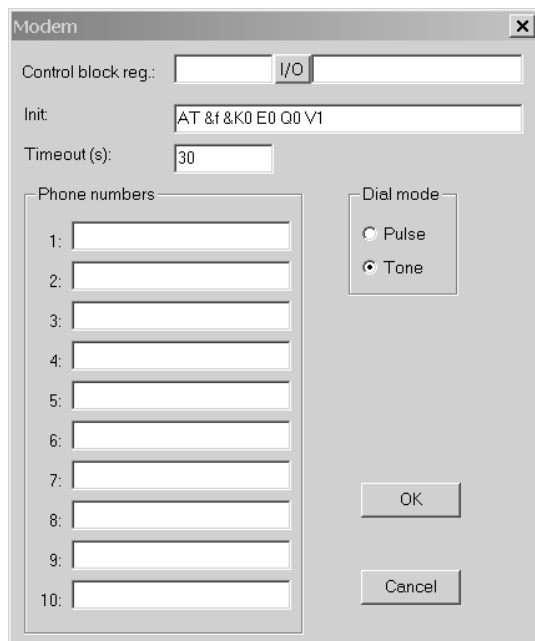 Modem
Control block reg.: I/O
Init: AT &f &K0 E0 Q0 V1
Timeout (s): 30
Phone numbers
1:
2:
3:
4:
5:
6:
7:
8:
9:
10:
Dial mode
Pulse
Tone
OK
Cancel